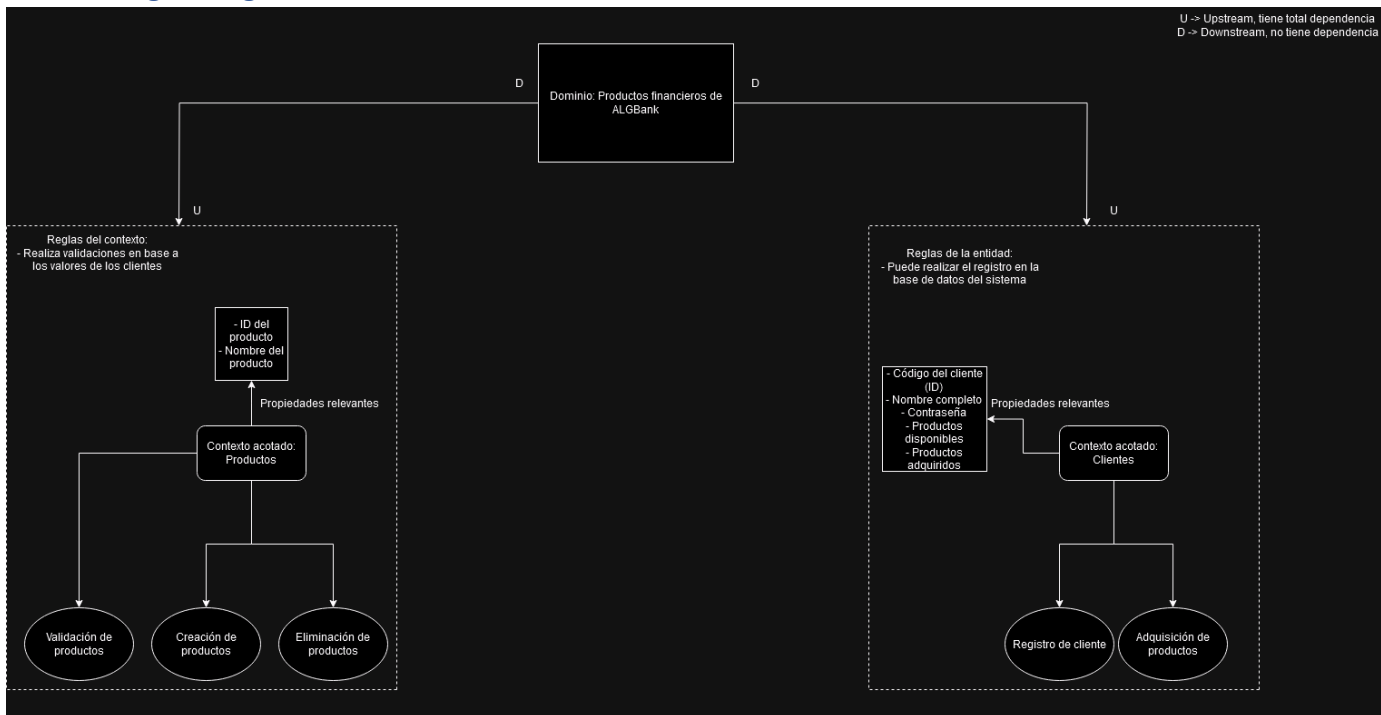 U -> Upstream, tiene total dependencia
D -> Downstream, no tiene dependencia
D
Dominio: Productos financieros de
ALGBank
D
U
U
Reglas del contexto:
- Realiza validaciones en base a
los valores de los clientes
- ID del
producto
- Nombre del
producto
Propiedades relevantes
Contexto acotado:
Productos
Validación de
productos
Creación de
productos
Eliminación de
productos
Reglas de la entidad:
- Puede realizar el registro en la
base de datos del sistema
- Código del cliente
(ID)
- Nombre completo
- Contraseña
- Productos
disponibles
- Productos
adquiridos
Propiedades relevantes
Contexto acotado:
Clientes
Registro de cliente
Adquisición de
productos